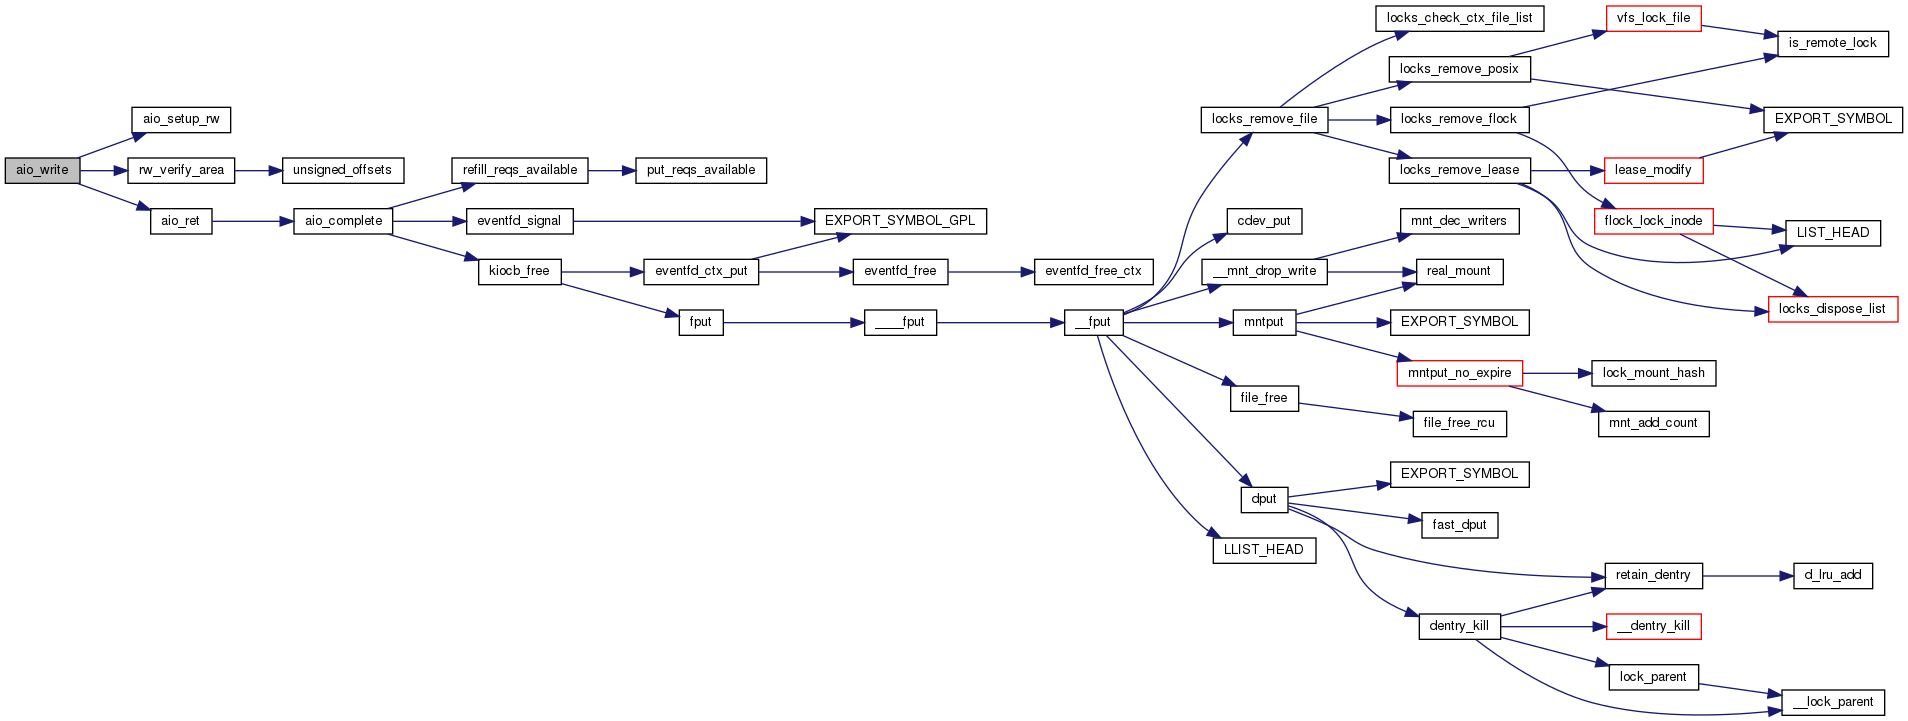 aio_write
aio_setup_rw
rw_verify_area
aio_ret
unsigned_offsets
aio_complete
refill_reqs_available
eventfd_signal
kiocb_free
put_reqs_available
eventfd_ctx_put
fput
EXPORT_SYMBOL_GPL
eventfd_free
____fput
eventfd_free_ctx
__fput
locks_remove_file
cdev_put
__mnt_drop_write
mntput
file_free
dput
LLIST_HEAD
locks_check_ctx_file_list
locks_remove_posix
locks_remove_flock
locks_remove_lease
mnt_dec_writers
real_mount
EXPORT_SYMBOL
mntput_no_expire
file_free_rcu
EXPORT_SYMBOL
fast_dput
dentry_kill
vfs_lock_file
lease_modify
flock_lock_inode
lock_mount_hash
mnt_add_count
retain_dentry
__dentry_kill
lock_parent
is_remote_lock
EXPORT_SYMBOL
LIST_HEAD
locks_dispose_list
d_lru_add
__lock_parent